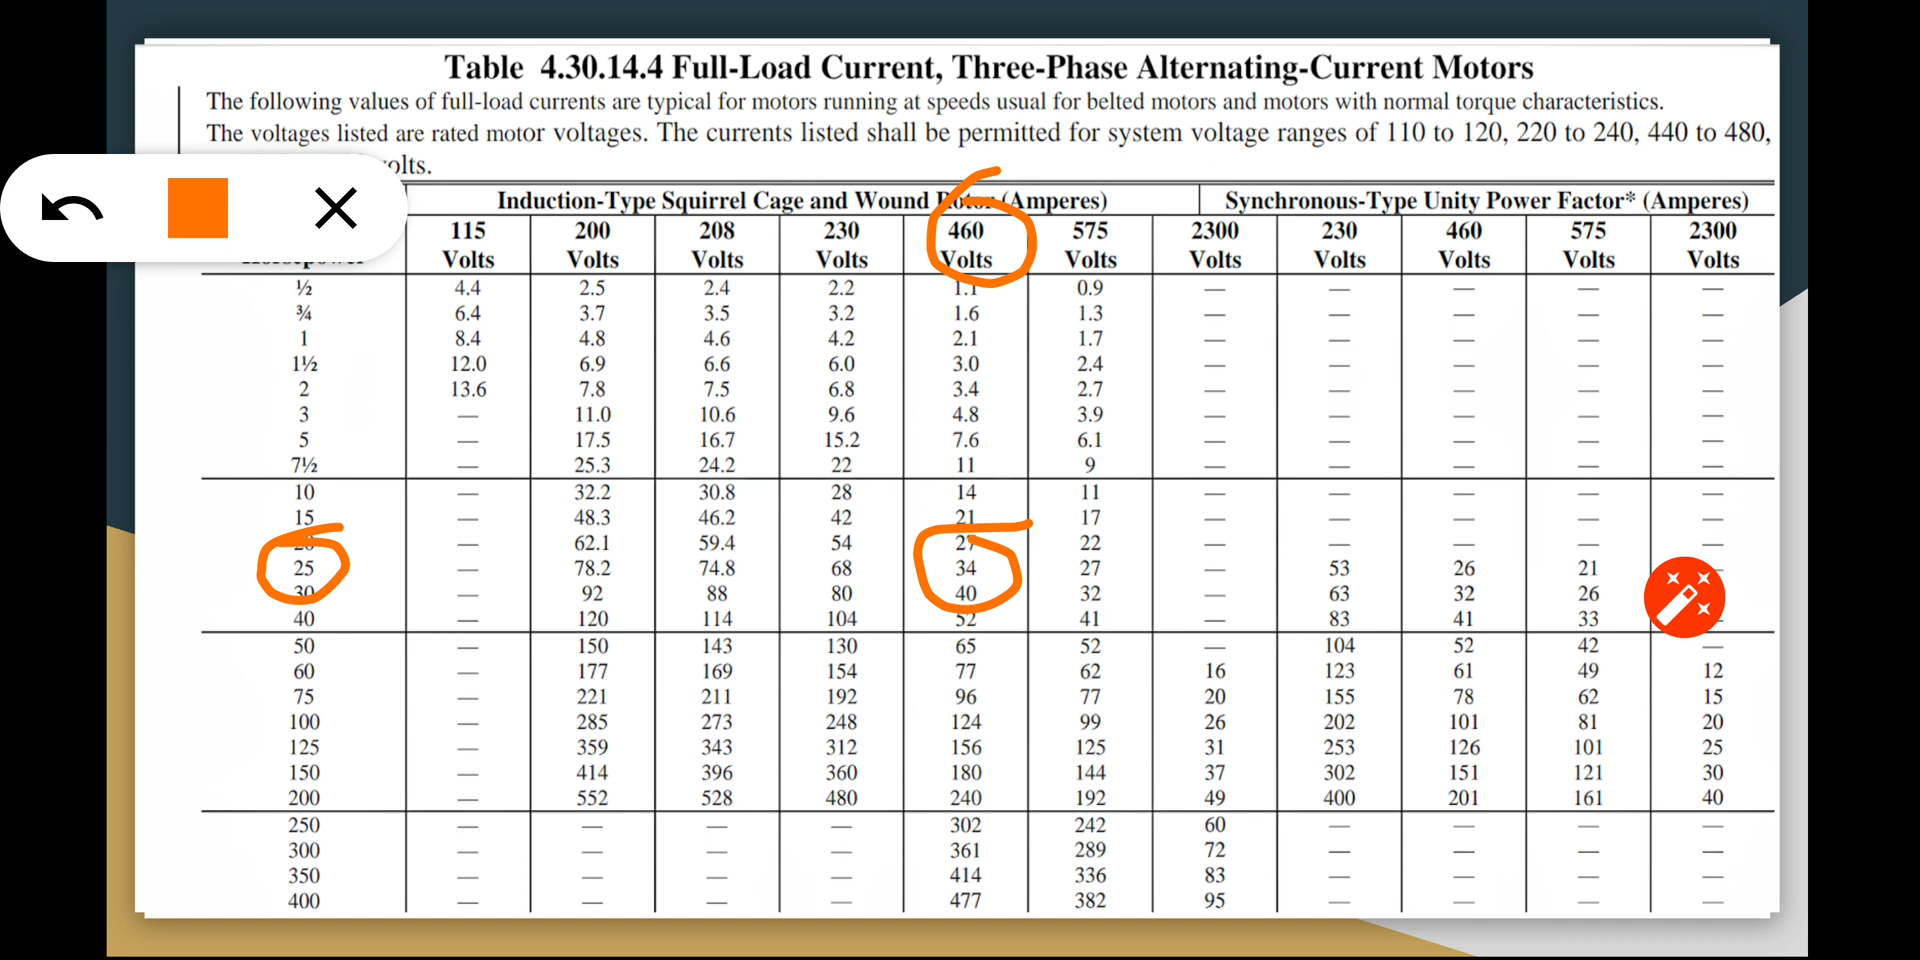 Table 4.30.14.4 Full-Load Current, Three-Phase Alternating-Current Motors
The following values of full-load currents are typical for motors running at speeds usual for belted motors and motors with normal torque characteristics.
The voltages listed are rated motor voltages. The currents listed shall be permitted for system voltage ranges of 110 to 120, 220 to 240, 440 to 480,
volts.
Induction-Type Squirrel Cage and Wound Rotor (Amperes) Synchronous-Type Unity Power Factor* (Amperes)
115 200 208 230 460 575 2300 230 460 575 2300
Horsepower Volts Volts Volts Volts Volts Volts Volts Volts Volts Volts Volts
½ 4.4 2.5 2.4 2.2 1.1 0.9 — — — — —
¾ 6.4 3.7 3.5 3.2 1.6 1.3 — — — — —
1 8.4 4.8 4.6 4.2 2.1 1.7 — — — — —
1½ 12.0 6.9 6.6 6.0 3.0 2.4 — — — — —
2 13.6 7.8 7.5 6.8 3.4 2.7 — — — — —
3 — 11.0 10.6 9.6 4.8 3.9 — — — — —
5 — 17.5 16.7 15.2 7.6 6.1 — — — — —
7½ — 25.3 24.2 22 11 9 — — — — —
10 — 32.2 30.8 28 14 11 — — — — —
15 — 48.3 46.2 42 21 17 — — — — —
20 — 62.1 59.4 54 27 22 — — — — —
25 — 78.2 74.8 68 34 27 — 53 26 21 —
30 — 92 88 80 40 32 — 63 32 26
40 — 120 114 104 52 41 — 83 41 33 —
50 — 150 143 130 65 52 — 104 52 42 —
60 — 177 169 154 77 62 16 123 61 49 12
75 — 221 211 192 96 77 20 155 78 62 15
100 — 285 273 248 124 99 26 202 101 81 20
125 — 359 343 312 156 125 31 253 126 101 25
150 — 414 396 360 180 144 37 302 151 121 30
200 — 552 528 480 240 192 49 400 201 161 40
250 — — — — 302 242 60 — — — —
300 — — — — 361 289 72 — — — —
350 — — — — 414 336 83 — — — —
400 — — — — 477 382 95 — — — —